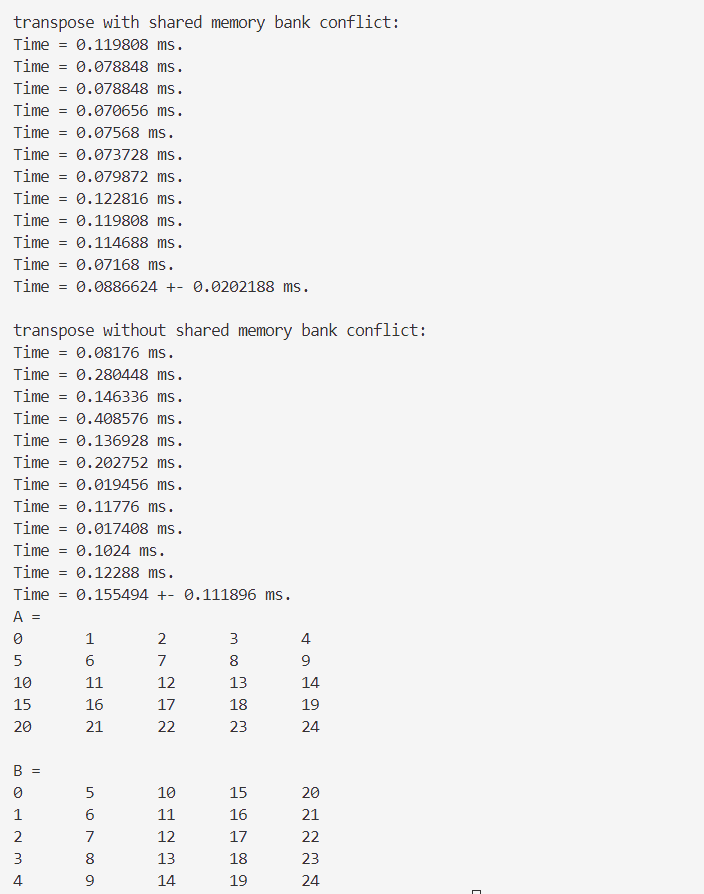 transpose with shared memory bank conflict:
Time = 0.119808 ms.
Time = 0.078848 ms.
Time = 0.078848 ms.
Time = 0.070656 ms.
Time = 0.07568 ms.
Time = 0.073728 ms.
Time = 0.079872 ms.
Time = 0.122816 ms.
Time = 0.119808 ms.
Time = 0.114688 ms.
Time = 0.07168 ms.
Time = 0.0886624 +- 0.0202188 ms.

transpose without shared memory bank conflict:
Time = 0.08176 ms.
Time = 0.280448 ms.
Time = 0.146336 ms.
Time = 0.408576 ms.
Time = 0.136928 ms.
Time = 0.202752 ms.
Time = 0.019456 ms.
Time = 0.11776 ms.
Time = 0.017408 ms.
Time = 0.1024 ms.
Time = 0.12288 ms.
Time = 0.155494 +- 0.111896 ms.
A =
0 1 2 3 4
5 6 7 8 9
10 11 12 13 14
15 16 17 18 19
20 21 22 23 24

B =
0 5 10 15 20
1 6 11 16 21
2 7 12 17 22
3 8 13 18 23
4 9 14 19 24